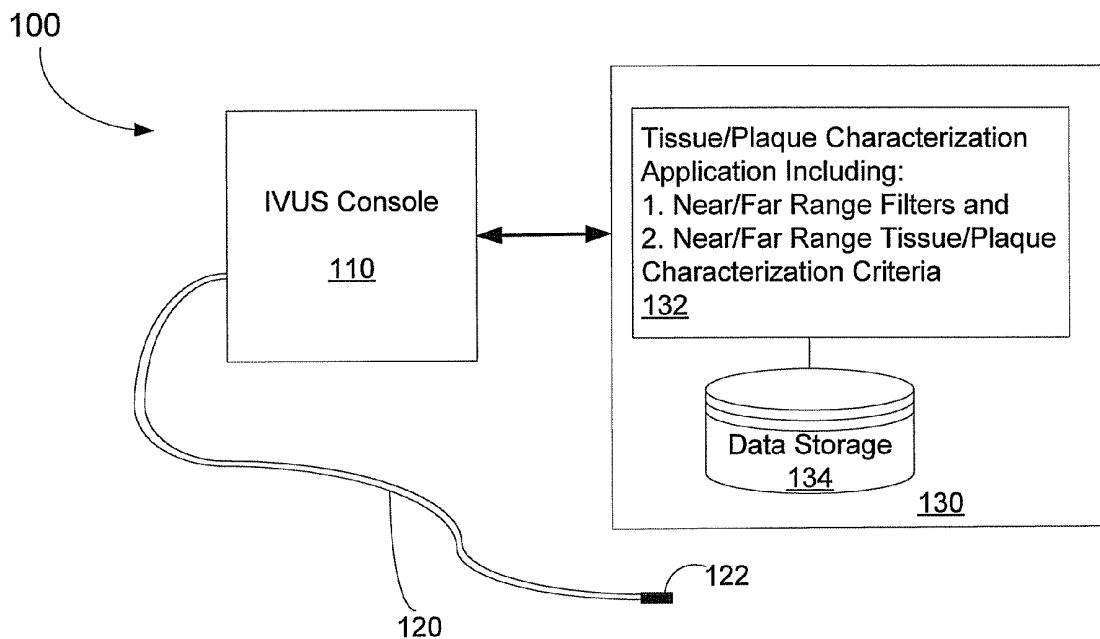 100
IVUS Console
110
Tissue/Plaque Characterization
Application Including:
1. Near/Far Range Filters and
2. Near/Far Range Tissue/Plaque
Characterization Criteria
132
Data Storage
134
130
122
120